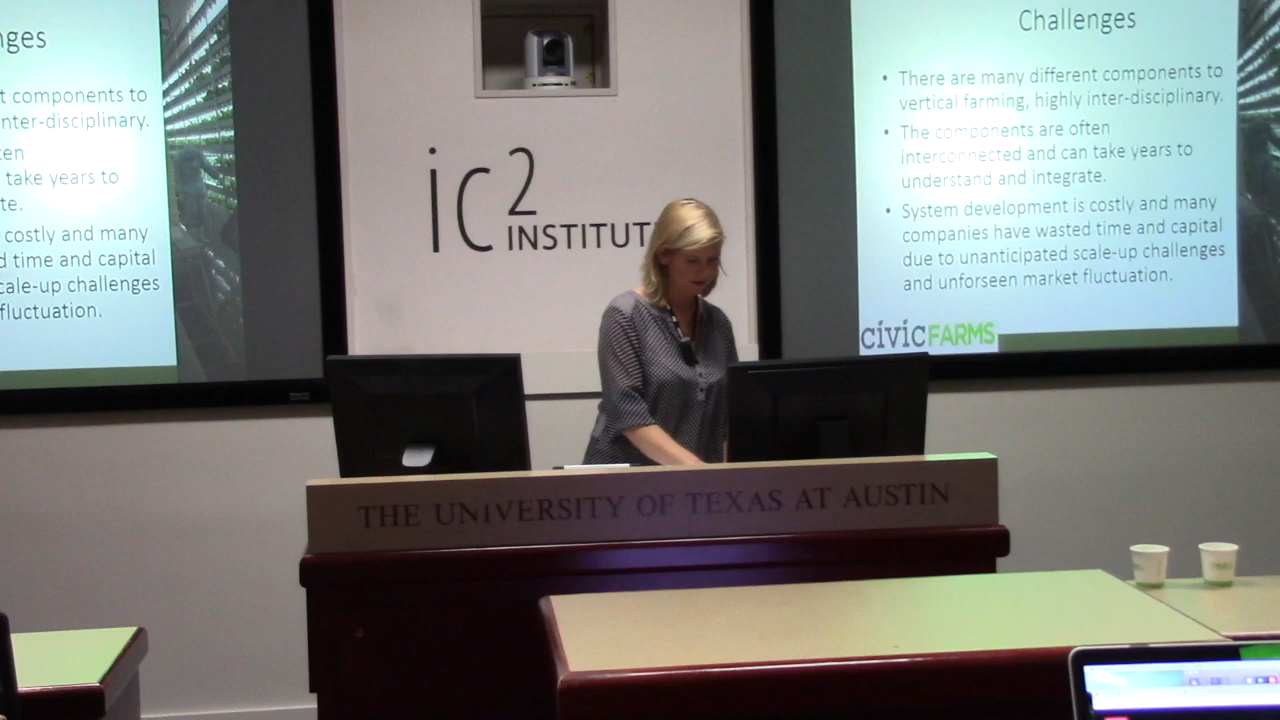 nges
t components to
nter-disciplinary.
ten
take years to
te.
costly and many
d time and capital
cale-up challenges
fluctuation.
ic2
INSTITUT
Challenges
• There are many different components to
vertical farming, highly inter-disciplinary.
• The components are often
interconnected and can take years to
understand and integrate.
• System development is costly and many
companies have wasted time and capital
due to unanticipated scale-up challenges
and unforseen market fluctuation.
civicFARMS
THE UNIVERSITY OF TEXAS AT AUSTIN